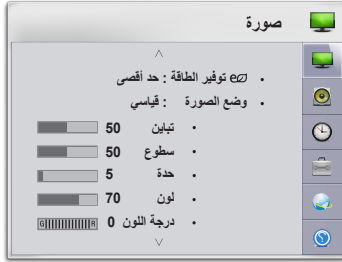 صورة
توفير الطاقة : حد أقصى
وضع الصورة : قياسي
تباين 50
سطوع 50
حدة 5
لون 70
درجة اللون 0 R G